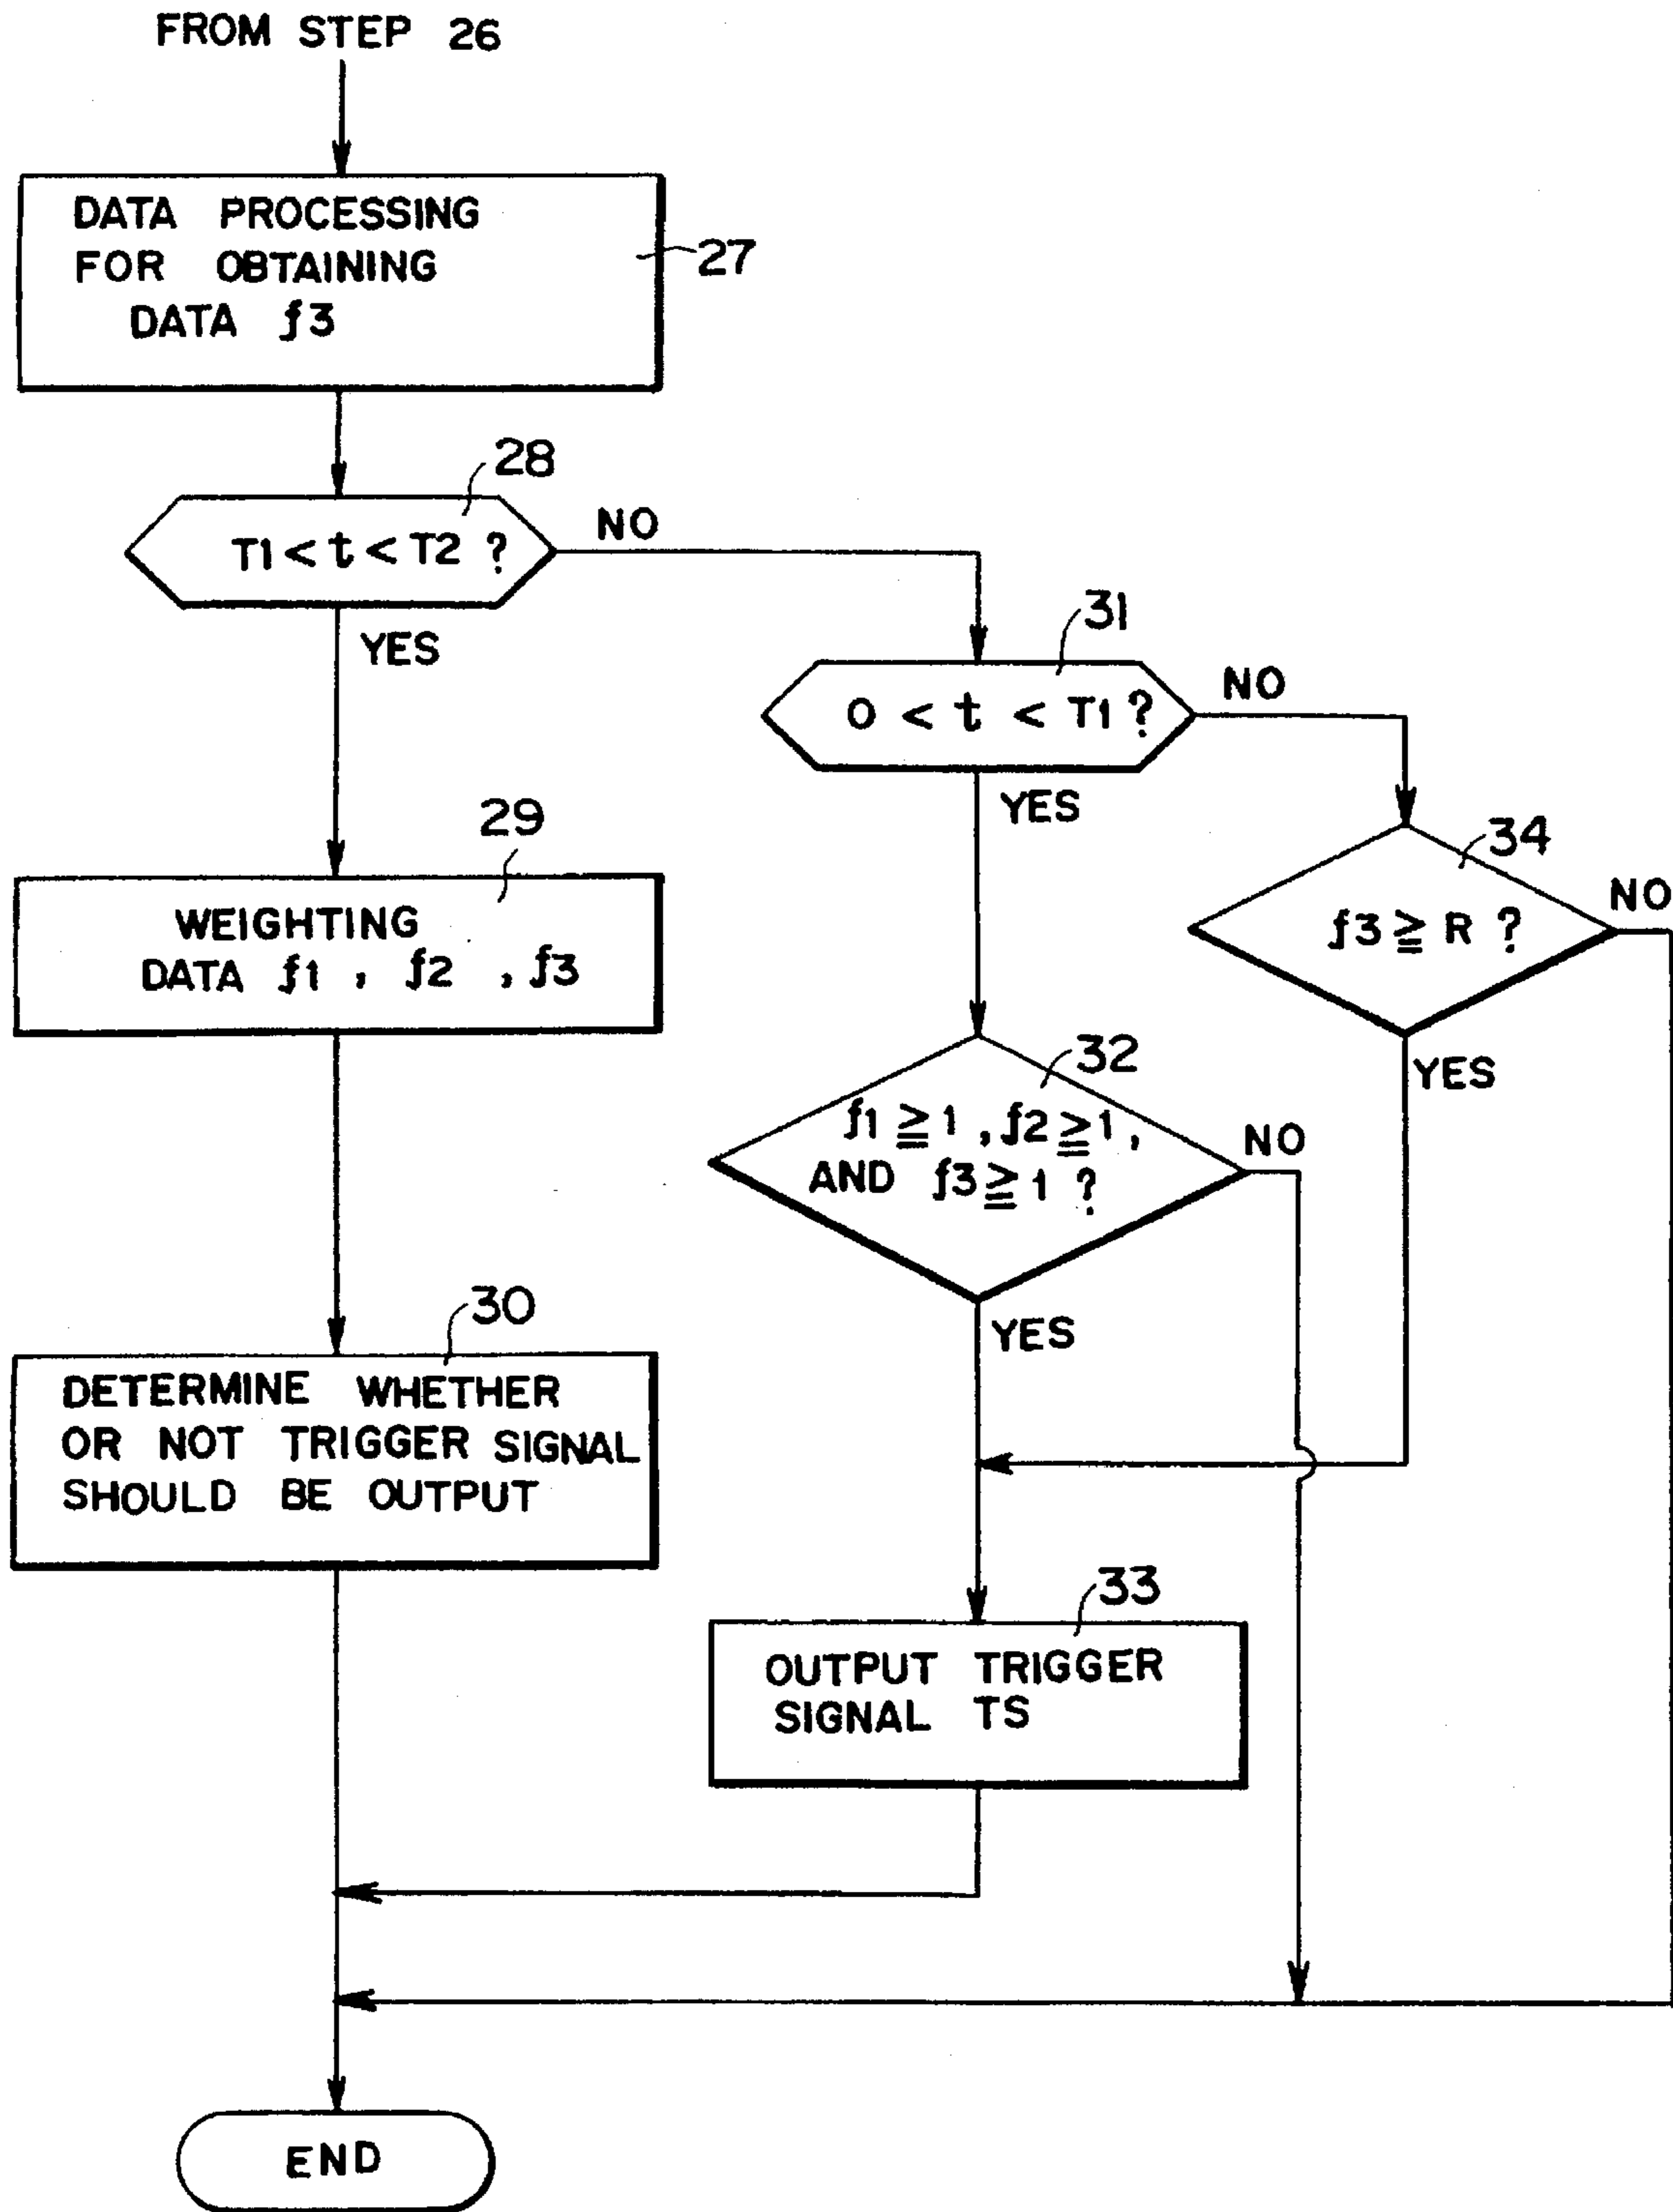 FROM STEP 26
DATA PROCESSING
FOR OBTAINING
DATA f3
27
28
T1 < t < T2 ?
NO
YES
31
0 < t < T1 ?
NO
YES
29
WEIGHTING
DATA f1 , f2 , f3
34
f3 ≧ R ?
NO
YES
32
f1 ≧ 1 , f2 ≧ 1 ,
AND f3 ≧ 1 ?
NO
YES
30
DETERMINE WHETHER
OR NOT TRIGGER SIGNAL
SHOULD BE OUTPUT
33
OUTPUT TRIGGER
SIGNAL TS
END